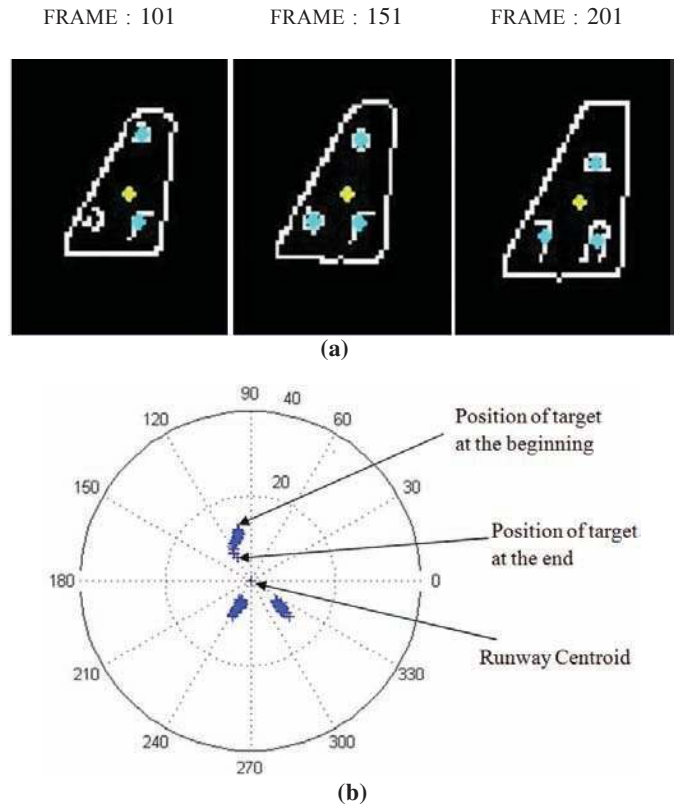 FRAME : 101 FRAME : 151 FRAME : 201
(a)
90
120 60
40
150 30
20
180 0
210 330
240 300
270
Position of target
at the beginning
Position of target
at the end
Runway Centroid
(b)